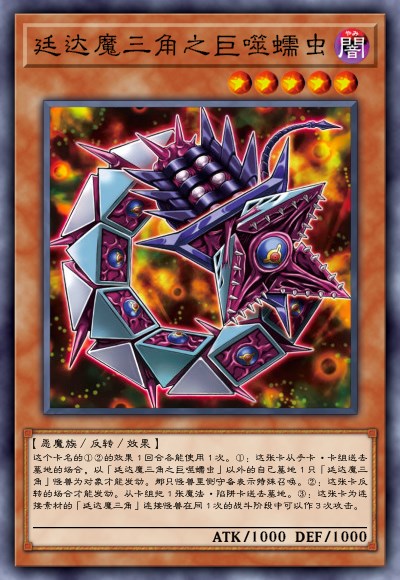 廷达魔三角之巨噬蠕虫
やみ
闇
【恶魔族／反转／效果】
这个卡名的①②的效果1回合各能使用1次。①：这张卡从手卡·卡组送去
墓地的场合，以「廷达魔三角之巨噬蠕虫」以外的自己墓地1只「廷达魔三
角」怪兽为对象才能发动。那只怪兽里侧守备表示特殊召唤。②：这张卡反
转的场合才能发动。从卡组把1张魔法·陷阱卡送去墓地。③：这张卡为连
接素材的「廷达魔三角」连接怪兽在同1次的战斗阶段中可以作3次攻击。
ATK/1000 DEF/1000